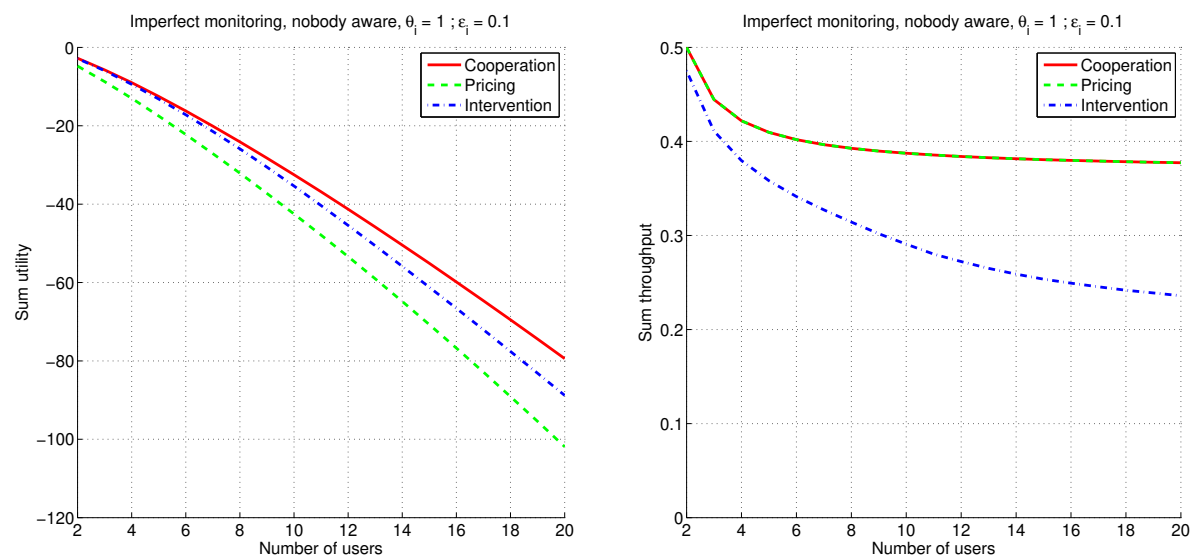 Imperfect monitoring, nobody aware, θi = 1 ; εi = 0.1
0
−20
−40
−60
−80
−100
−120
Sum utility
Cooperation
Pricing
Intervention
2 4 6 8 10 12 14 16 18 20
Number of users
Imperfect monitoring, nobody aware, θi = 1 ; εi = 0.1
0.5
0.4
0.3
0.2
0.1
0
Sum throughput
Cooperation
Pricing
Intervention
2 4 6 8 10 12 14 16 18 20
Number of users